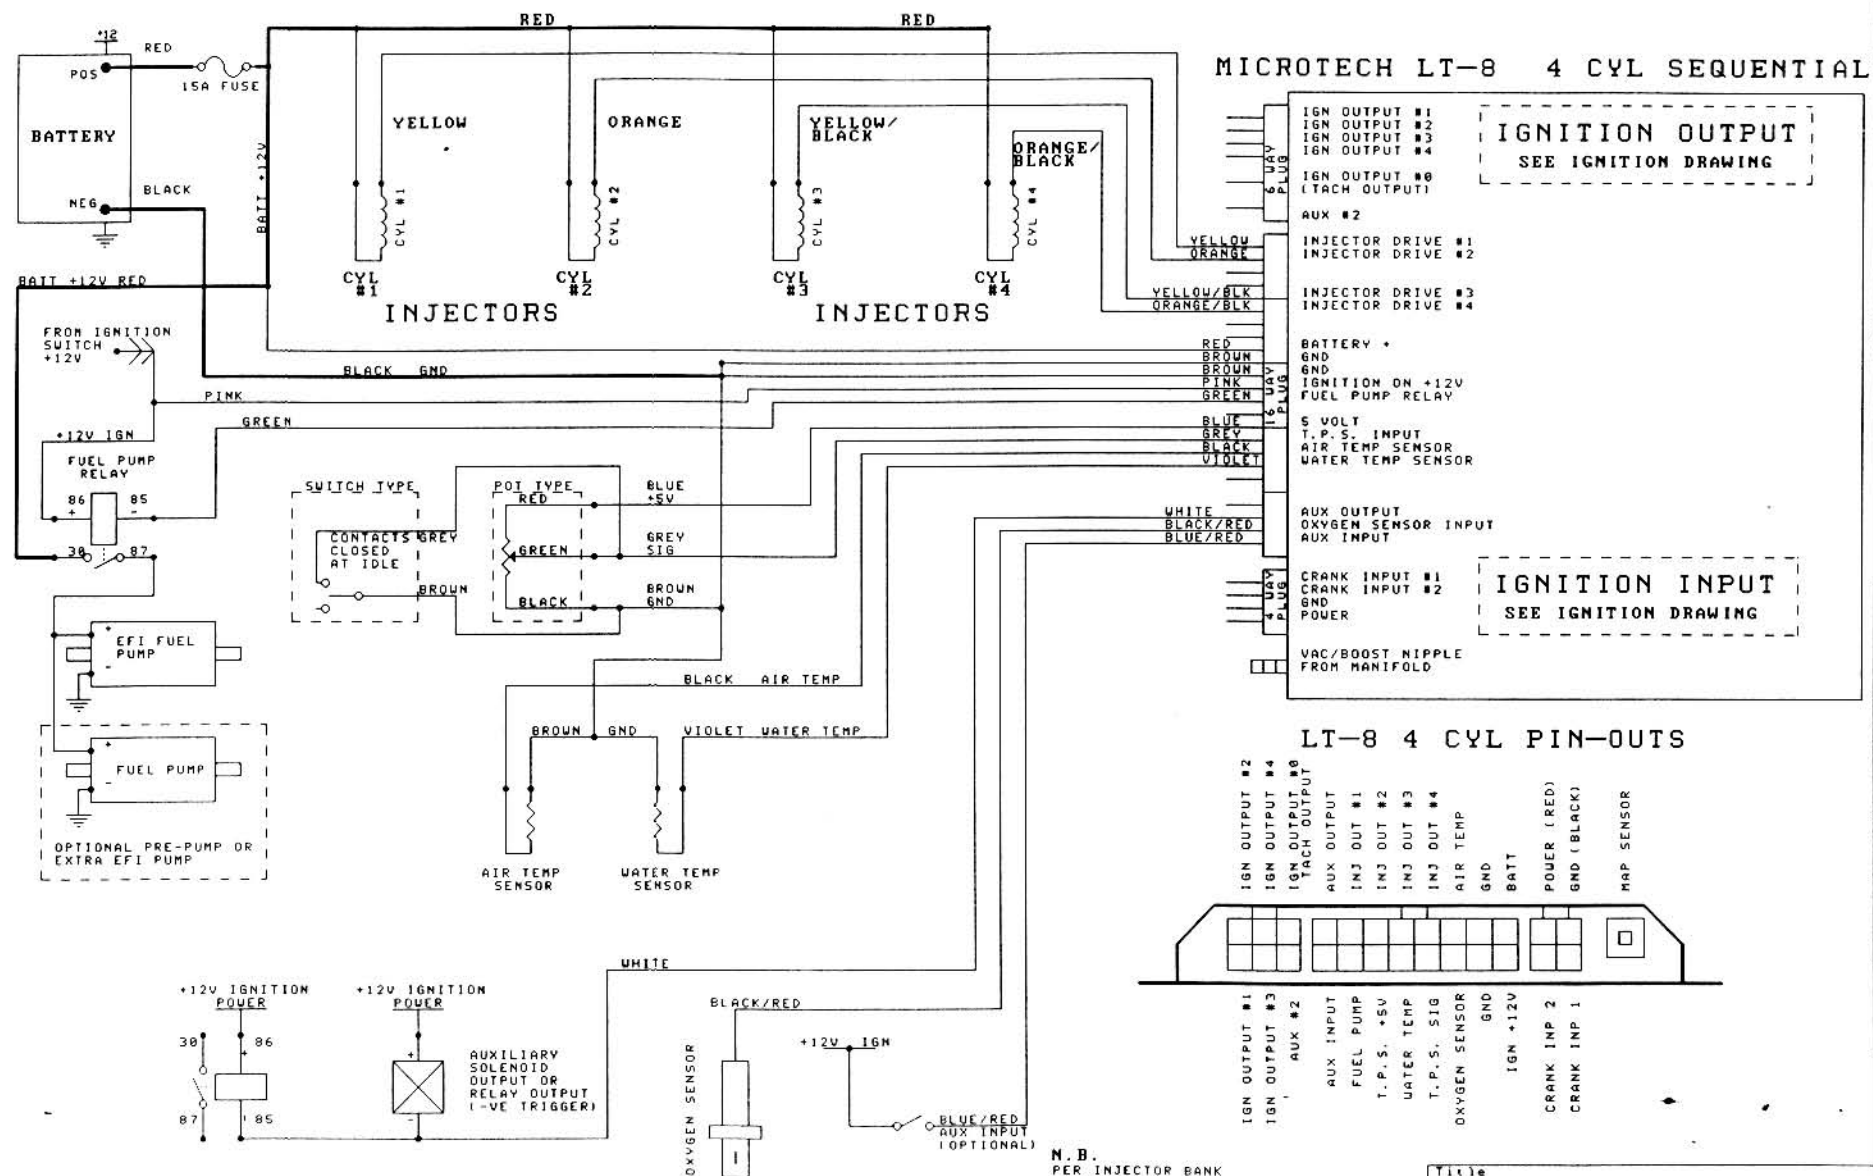 RED
RED
+12
RED
POS
15A FUSE
BATTERY
BATT +12V
BLACK
NEG
YELLOW
ORANGE
YELLOW/
BLACK
ORANGE/
BLACK
CYL #1
CYL #2
CYL #3
CYL #4
CYL
#1
CYL
#2
CYL
#3
CYL
#4
INJECTORS
INJECTORS
BATT +12V RED
FROM IGNITION
SWITCH
+12V
BLACK GND
PINK
GREEN
+12V IGN
FUEL PUMP
RELAY
86
+
85
-
30
87
+
EFI FUEL
PUMP
-
+
FUEL PUMP
-
OPTIONAL PRE-PUMP OR
EXTRA EFI PUMP
SWITCH TYPE
CONTACTS GREY
CLOSED
AT IDLE
BROWN
POT TYPE
RED
GREEN
BLACK
BLUE
+5V
GREY
SIG
BROWN
GND
BLACK AIR TEMP
BROWN GND
VIOLET WATER TEMP
AIR TEMP
SENSOR
WATER TEMP
SENSOR
WHITE
+12V IGNITION
POWER
30
86
+
87
85
+12V IGNITION
POWER
+
-
AUXILIARY
SOLENOID
OUTPUT OR
RELAY OUTPUT
(-VE TRIGGER)
BLACK/RED
OXYGEN SENSOR
+12V IGN
BLUE/RED
AUX INPUT
(OPTIONAL)
N.B.
PER INJECTOR BANK
MICROTECH LT-8 4 CYL SEQUENTIAL
6 WAY
PLUG
IGN OUTPUT #1
IGN OUTPUT #2
IGN OUTPUT #3
IGN OUTPUT #4
IGN OUTPUT #0
(TACH OUTPUT)
AUX #2
IGNITION OUTPUT
SEE IGNITION DRAWING
YELLOW
INJECTOR DRIVE #1
ORANGE
INJECTOR DRIVE #2
YELLOW/BLK
INJECTOR DRIVE #3
ORANGE/BLK
INJECTOR DRIVE #4
16 WAY
PLUG
RED
BATTERY +
BROWN
GND
BROWN
GND
PINK
IGNITION ON +12V
GREEN
FUEL PUMP RELAY
BLUE
5 VOLT
GREY
T.P.S. INPUT
BLACK
AIR TEMP SENSOR
VIOLET
WATER TEMP SENSOR
WHITE
AUX OUTPUT
BLACK/RED
OXYGEN SENSOR INPUT
BLUE/RED
AUX INPUT
4 WAY
PLUG
CRANK INPUT #1
CRANK INPUT #2
GND
POWER
IGNITION INPUT
SEE IGNITION DRAWING
VAC/BOOST NIPPLE
FROM MANIFOLD
LT-8 4 CYL PIN-OUTS
IGN OUTPUT #2
IGN OUTPUT #4
IGN OUTPUT #0
TACH OUTPUT
AUX OUTPUT
INJ OUT #1
INJ OUT #2
INJ OUT #3
INJ OUT #4
AIR TEMP
GND
BATT
POWER (RED)
GND (BLACK)
MAP SENSOR
IGN OUTPUT #1
IGN OUTPUT #3
AUX #2
AUX INPUT
FUEL PUMP
T.P.S. +5V
WATER TEMP
T.P.S. SIG
OXYGEN SENSOR
GND
IGN +12V
CRANK INP 2
CRANK INP 1
Title